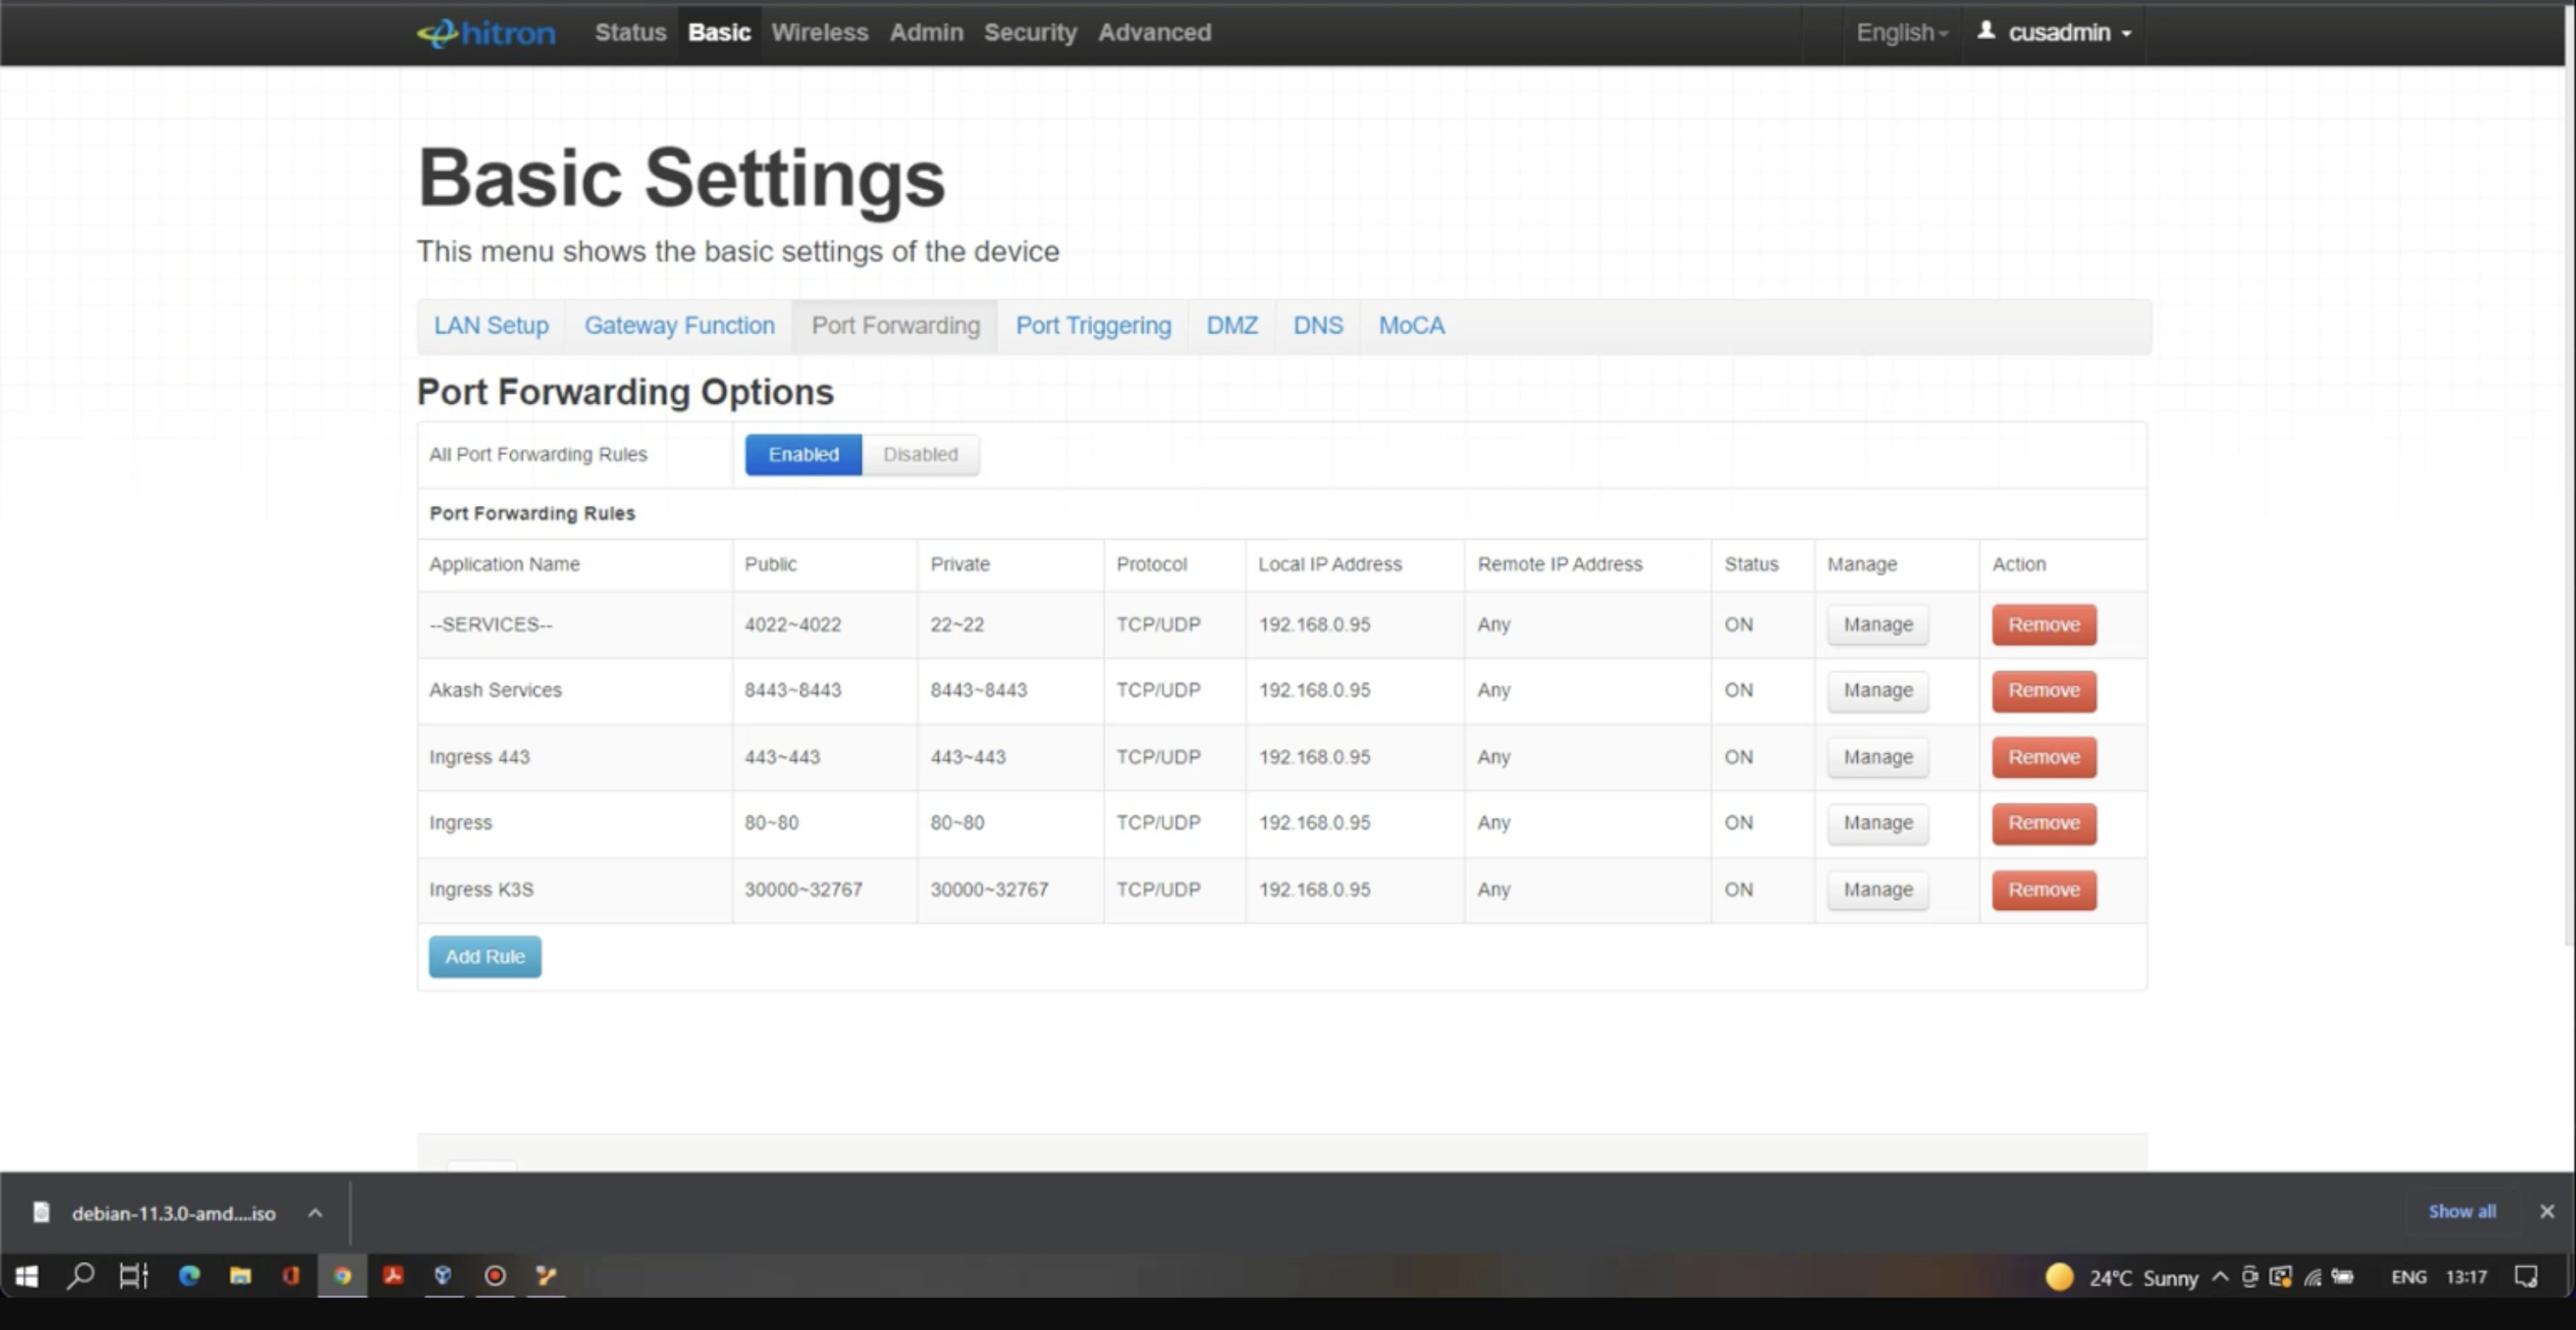 hitron Status Basic Wireless Admin Security Advanced English cusadmin
Basic Settings
This menu shows the basic settings of the device
LAN Setup Gateway Function Port Forwarding Port Triggering DMZ DNS MoCA
Port Forwarding Options
All Port Forwarding Rules Enabled Disabled
Port Forwarding Rules
Application Name Public Private Protocol Local IP Address Remote IP Address Status Manage Action
--SERVICES-- 4022~4022 22~22 TCP/UDP 192.168.0.95 Any ON Manage Remove
Akash Services 8443~8443 8443~8443 TCP/UDP 192.168.0.95 Any ON Manage Remove
Ingress 443 443~443 443~443 TCP/UDP 192.168.0.95 Any ON Manage Remove
Ingress 80~80 80~80 TCP/UDP 192.168.0.95 Any ON Manage Remove
Ingress K3S 30000~32767 30000~32767 TCP/UDP 192.168.0.95 Any ON Manage Remove
Add Rule
debian-11.3.0-amd....iso Show all
24°C Sunny ENG 13:17